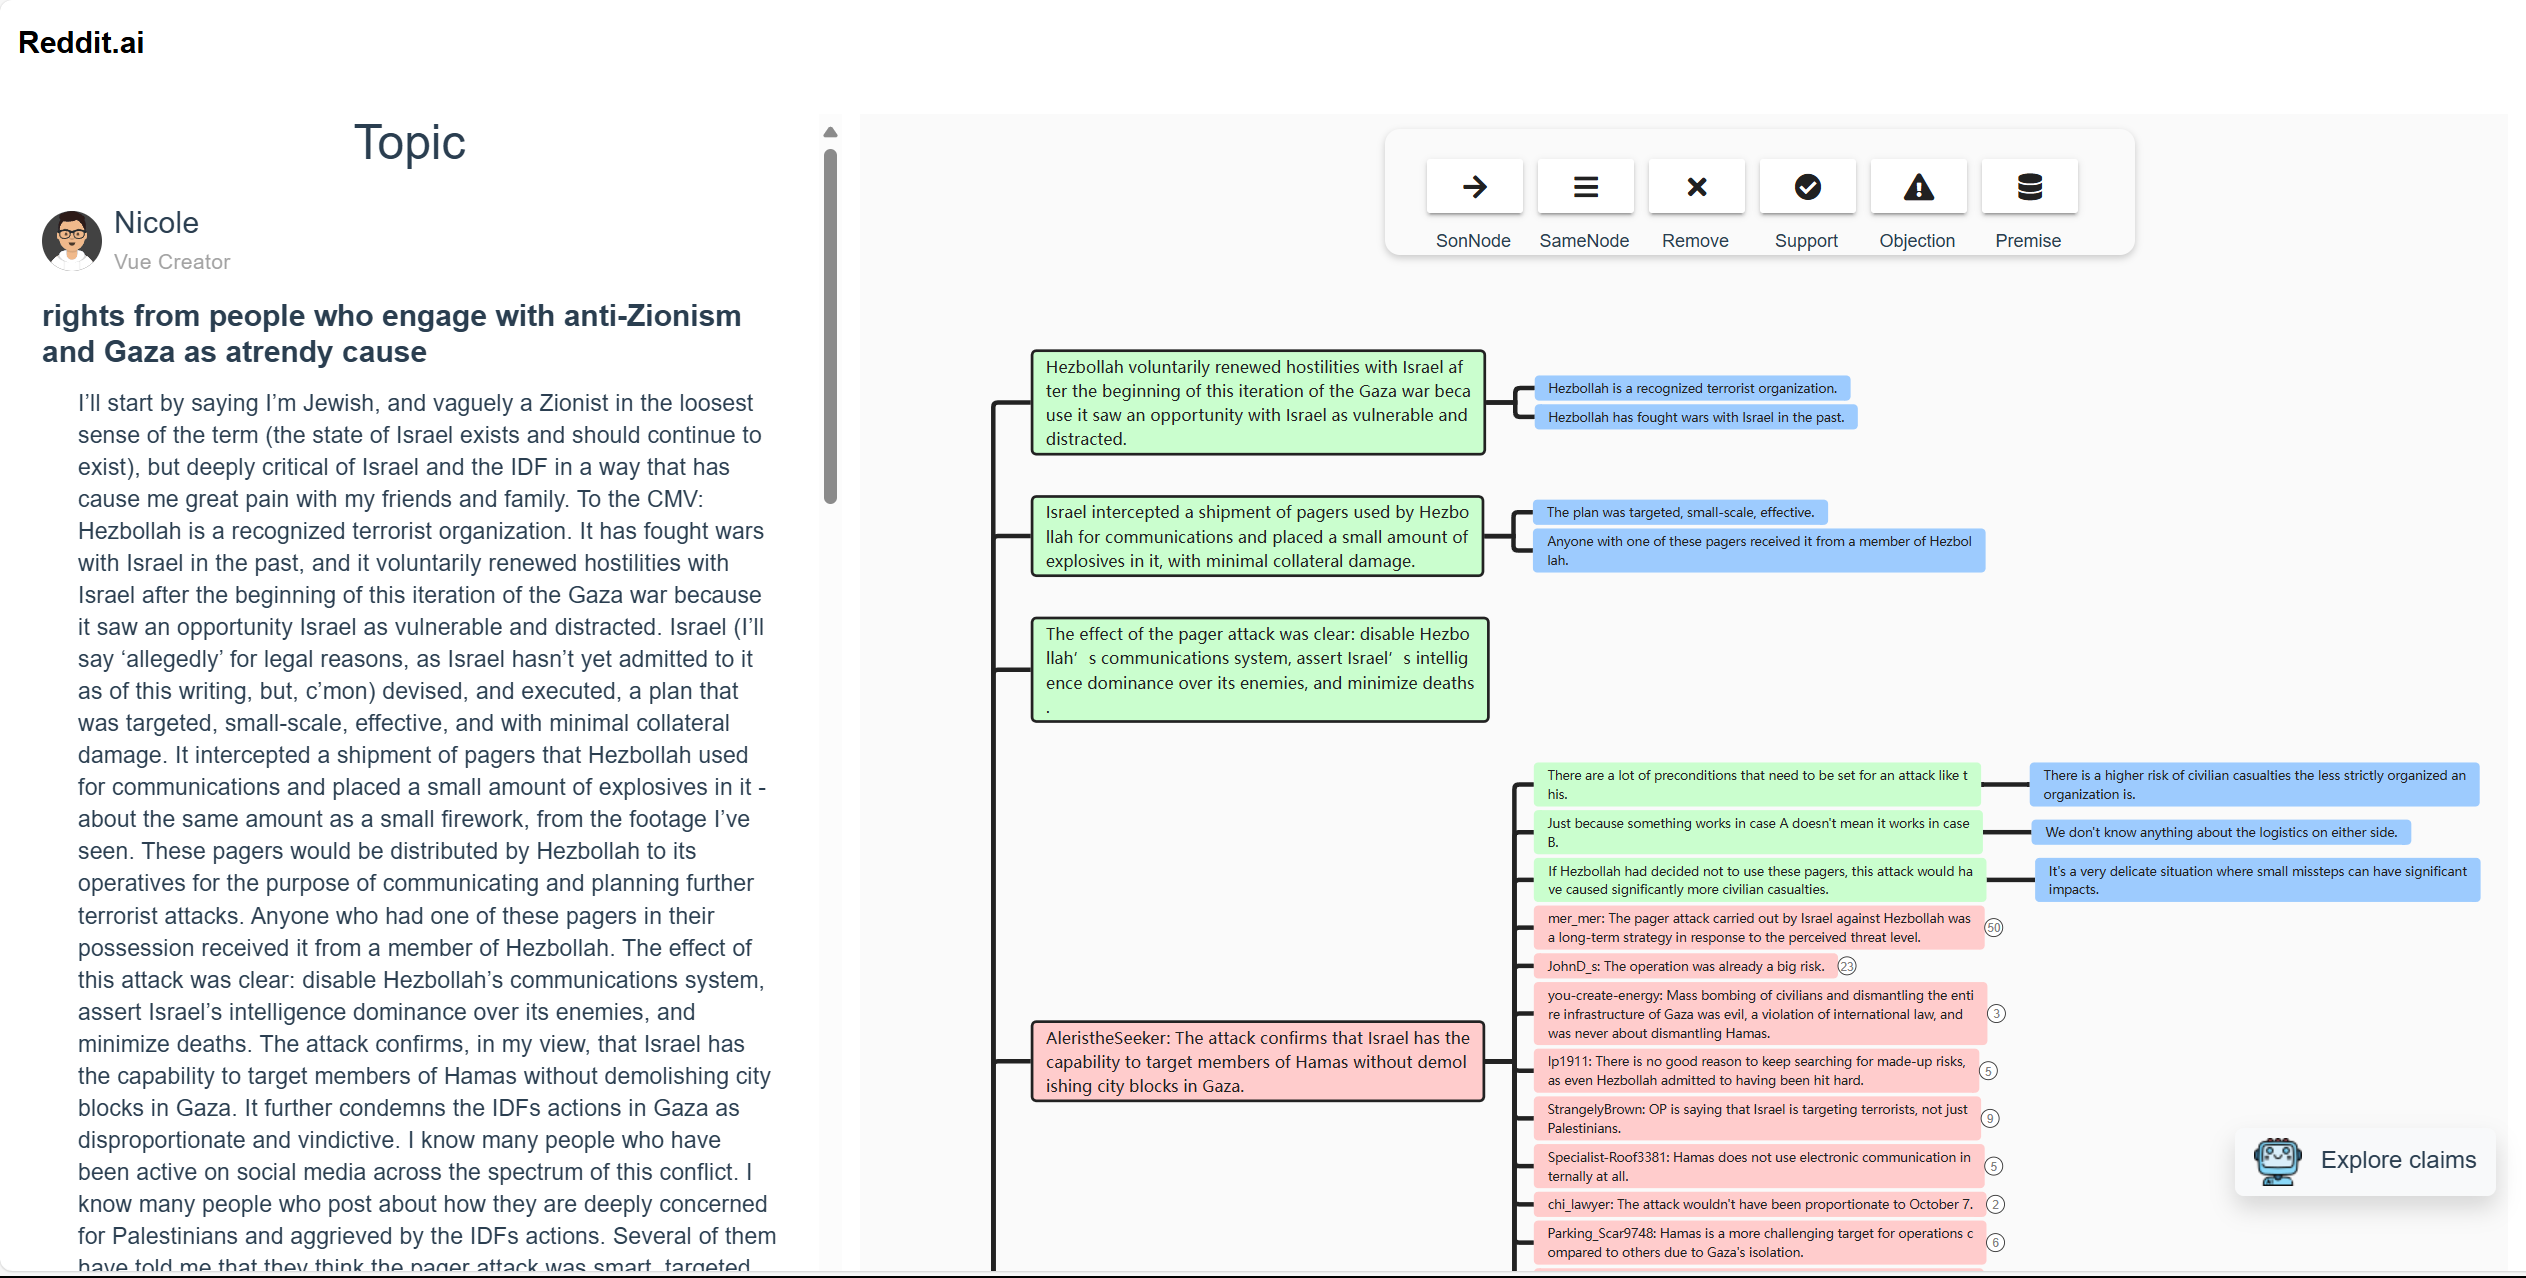 Reddit.ai
Topic
Nicole
Vue Creator
rights from people who engage with anti-Zionism
and Gaza as atrendy cause
I’ll start by saying I’m Jewish, and vaguely a Zionist in the loosest
sense of the term (the state of Israel exists and should continue to
exist), but deeply critical of Israel and the IDF in a way that has
cause me great pain with my friends and family. To the CMV:
Hezbollah is a recognized terrorist organization. It has fought wars
with Israel in the past, and it voluntarily renewed hostilities with
Israel after the beginning of this iteration of the Gaza war because
it saw an opportunity Israel as vulnerable and distracted. Israel (I’ll
say ‘allegedly’ for legal reasons, as Israel hasn’t yet admitted to it
as of this writing, but, c’mon) devised, and executed, a plan that
was targeted, small-scale, effective, and with minimal collateral
damage. It intercepted a shipment of pagers that Hezbollah used
for communications and placed a small amount of explosives in it -
about the same amount as a small firework, from the footage I’ve
seen. These pagers would be distributed by Hezbollah to its
operatives for the purpose of communicating and planning further
terrorist attacks. Anyone who had one of these pagers in their
possession received it from a member of Hezbollah. The effect of
this attack was clear: disable Hezbollah’s communications system,
assert Israel’s intelligence dominance over its enemies, and
minimize deaths. The attack confirms, in my view, that Israel has
the capability to target members of Hamas without demolishing city
blocks in Gaza. It further condemns the IDFs actions in Gaza as
disproportionate and vindictive. I know many people who have
been active on social media across the spectrum of this conflict. I
know many people who post about how they are deeply concerned
for Palestinians and aggrieved by the IDFs actions. Several of them
have told me that they think the pager attack was smart, targeted
SonNode
SameNode
Remove
Support
Objection
Premise
Hezbollah voluntarily renewed hostilities with Israel af
ter the beginning of this iteration of the Gaza war beca
use it saw an opportunity with Israel as vulnerable and
distracted.
Hezbollah is a recognized terrorist organization.
Hezbollah has fought wars with Israel in the past.
Israel intercepted a shipment of pagers used by Hezbo
llah for communications and placed a small amount of
explosives in it, with minimal collateral damage.
The plan was targeted, small-scale, effective.
Anyone with one of these pagers received it from a member of Hezbol
lah.
The effect of the pager attack was clear: disable Hezbo
llah’s communications system, assert Israel’s intellig
ence dominance over its enemies, and minimize deaths
.
AleristheSeeker: The attack confirms that Israel has the
capability to target members of Hamas without demol
ishing city blocks in Gaza.
There are a lot of preconditions that need to be set for an attack like t
his.
There is a higher risk of civilian casualties the less strictly organized an
organization is.
Just because something works in case A doesn't mean it works in case
B.
We don't know anything about the logistics on either side.
If Hezbollah had decided not to use these pagers, this attack would ha
ve caused significantly more civilian casualties.
It's a very delicate situation where small missteps can have significant
impacts.
mer_mer: The pager attack carried out by Israel against Hezbollah was
a long-term strategy in response to the perceived threat level.
50
JohnD_s: The operation was already a big risk.
23
you-create-energy: Mass bombing of civilians and dismantling the enti
re infrastructure of Gaza was evil, a violation of international law, and
was never about dismantling Hamas.
3
lp1911: There is no good reason to keep searching for made-up risks,
as even Hezbollah admitted to having been hit hard.
5
StrangelyBrown: OP is saying that Israel is targeting terrorists, not just
Palestinians.
9
Specialist-Roof3381: Hamas does not use electronic communication in
ternally at all.
5
chi_lawyer: The attack wouldn't have been proportionate to October 7.
2
Parking_Scar9748: Hamas is a more challenging target for operations c
ompared to others due to Gaza's isolation.
6
Explore claims